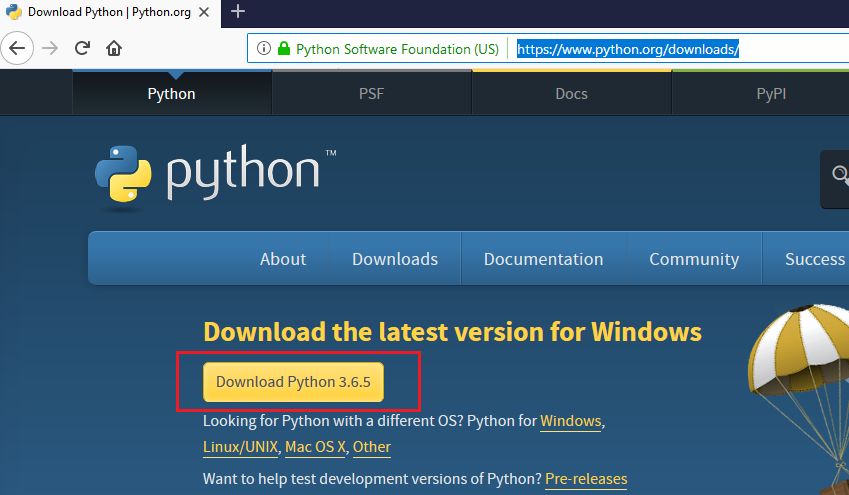 Download Python | Python.org
Python Software Foundation (US) https://www.python.org/downloads/
Python PSF Docs PyPI
python™
About Downloads Documentation Community Success
Download the latest version for Windows
Download Python 3.6.5
Looking for Python with a different OS? Python for Windows,
Linux/UNIX, Mac OS X, Other
Want to help test development versions of Python? Pre-releases